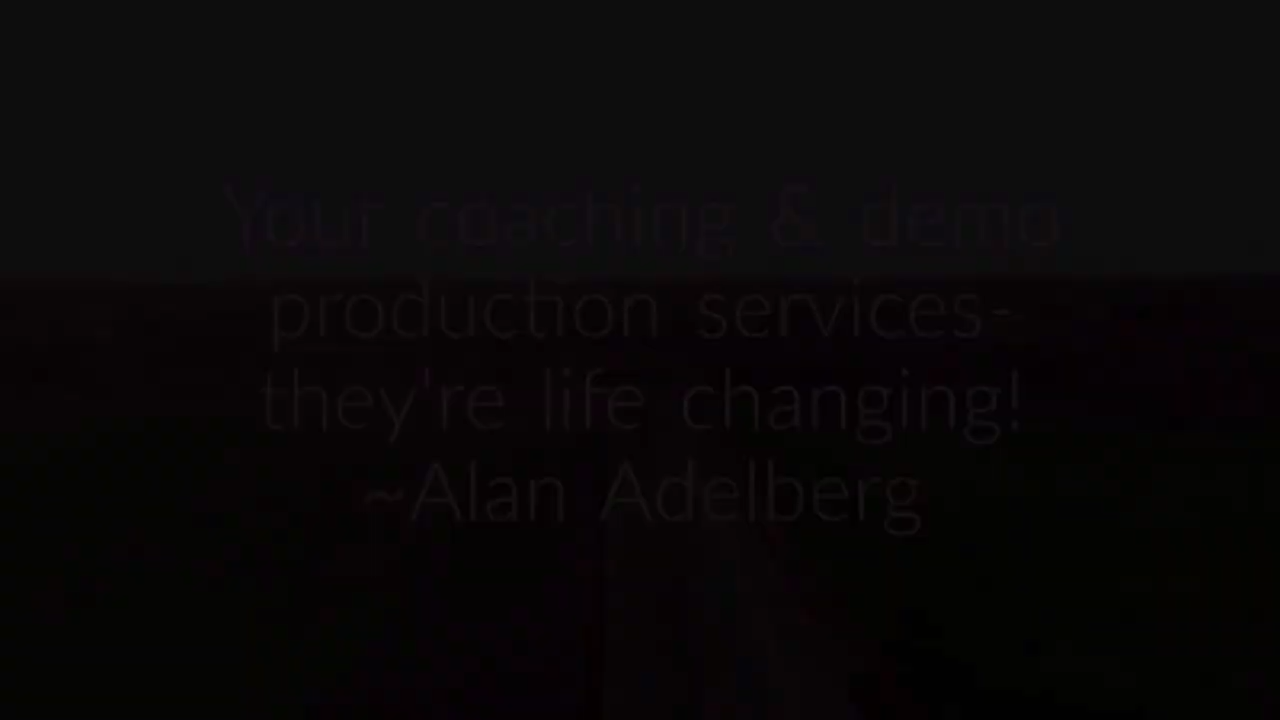 Your coaching & demo
production services-
they're life changing!
~Alan Adelberg